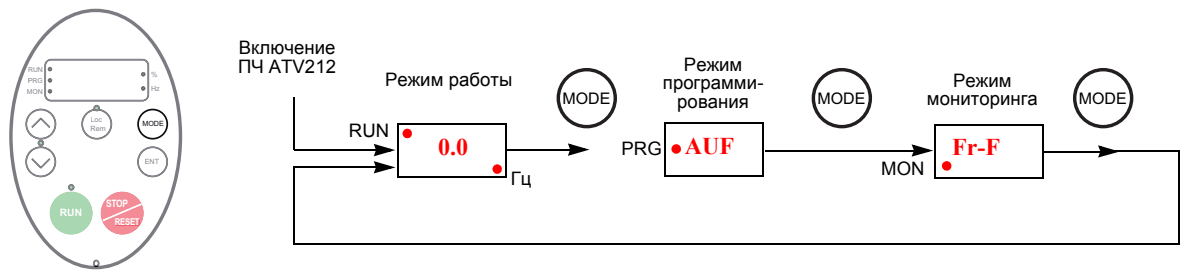 RUN
PRG
MON
%
Hz
Loc
Rem
MODE
ENT
RUN
STOP
RESET
Включение
ПЧ ATV212
Режим работы
RUN
0.0
Гц
MODE
Режим
программи-
рования
PRG
AUF
MODE
Режим
мониторинга
MON
Fr-F
MODE